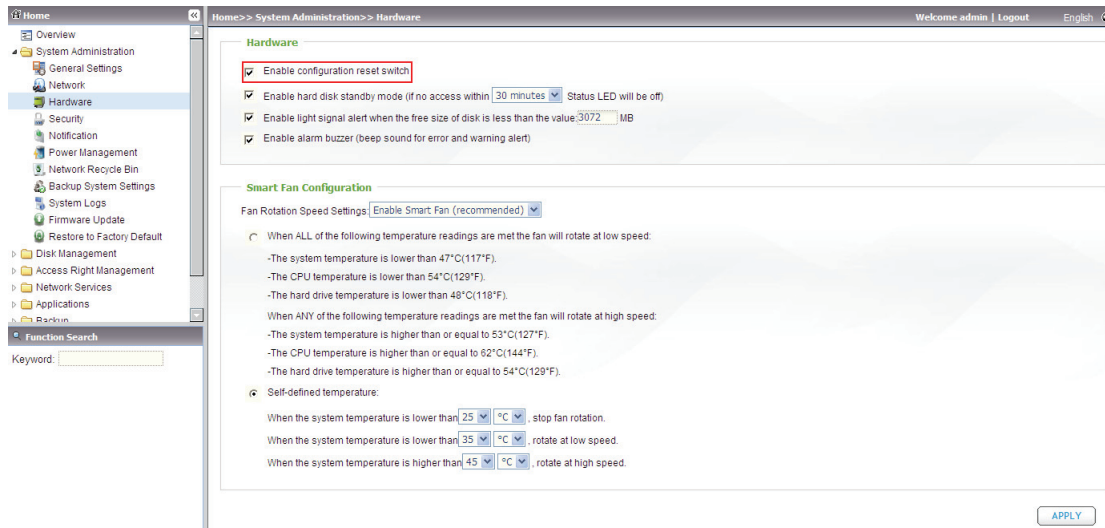 Home
Home>> System Administration>> Hardware
Welcome admin | Logout
English
Overview
System Administration
General Settings
Network
Hardware
Security
Notification
Power Management
Network Recycle Bin
Backup System Settings
System Logs
Firmware Update
Restore to Factory Default
Disk Management
Access Right Management
Network Services
Applications
Backup
Function Search
Keyword:
Hardware
Enable configuration reset switch
Enable hard disk standby mode (if no access within 30 minutes Status LED will be off)
Enable light signal alert when the free size of disk is less than the value: 3072 MB
Enable alarm buzzer (beep sound for error and warning alert)
Smart Fan Configuration
Fan Rotation Speed Settings: Enable Smart Fan (recommended)
When ALL of the following temperature readings are met the fan will rotate at low speed:
-The system temperature is lower than 47°C(117°F).
-The CPU temperature is lower than 54°C(129°F).
-The hard drive temperature is lower than 48°C(118°F).
When ANY of the following temperature readings are met the fan will rotate at high speed:
-The system temperature is higher than or equal to 53°C(127°F).
-The CPU temperature is higher than or equal to 62°C(144°F).
-The hard drive temperature is higher than or equal to 54°C(129°F).
Self-defined temperature:
When the system temperature is lower than 25 °C , stop fan rotation.
When the system temperature is lower than 35 °C , rotate at low speed.
When the system temperature is higher than 45 °C , rotate at high speed.
APPLY